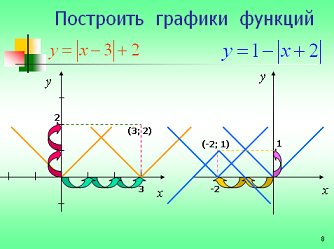 Построить графики функций
y = |x − 3| + 2
y = 1 − |x + 2|
y
y
2
(3; 2)
(-2; 1)
1
3
x
-2
x
8